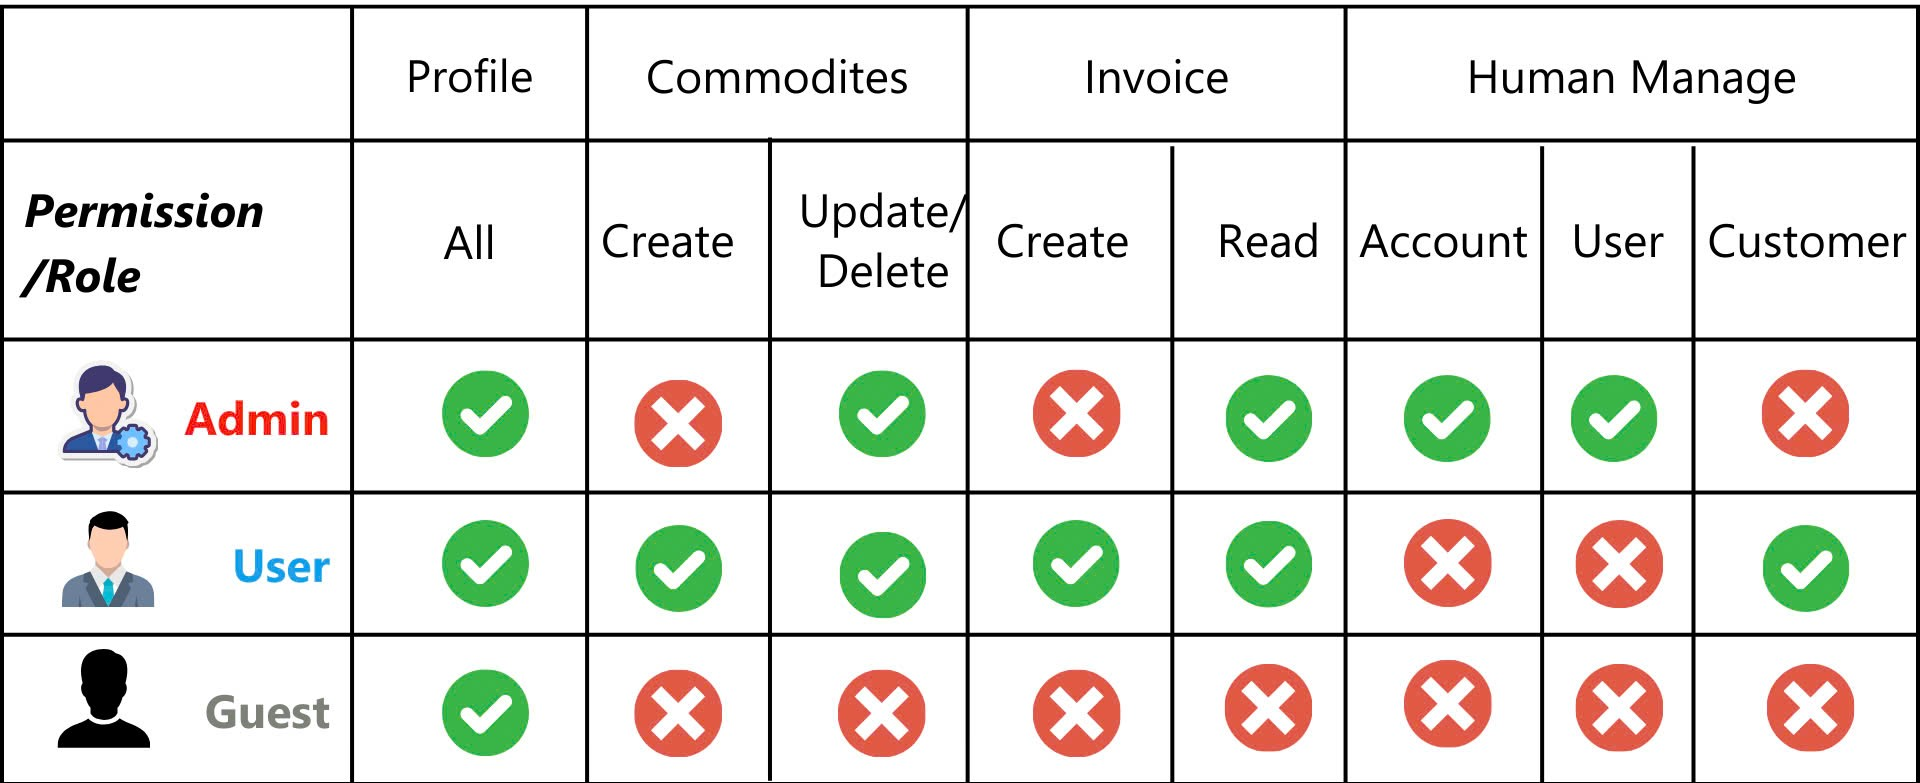 Profile
Commodites
Invoice
Human Manage
Permission
/Role
All
Create
Update/
Delete
Create
Read
Account
User
Customer
Admin
User
Guest